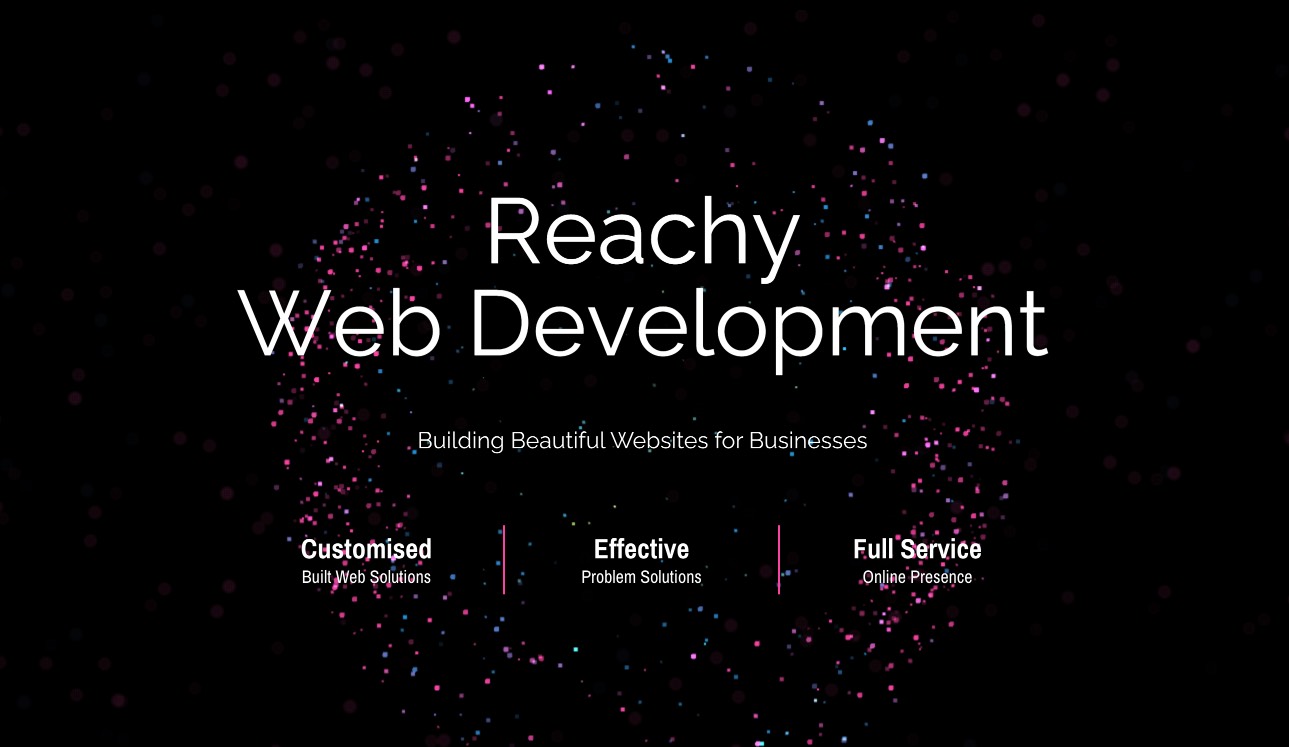 Reachy
Web Development
Building Beautiful Websites for Businesses
Customised
Built Web Solutions
Effective
Problem Solutions
Full Service
Online Presence